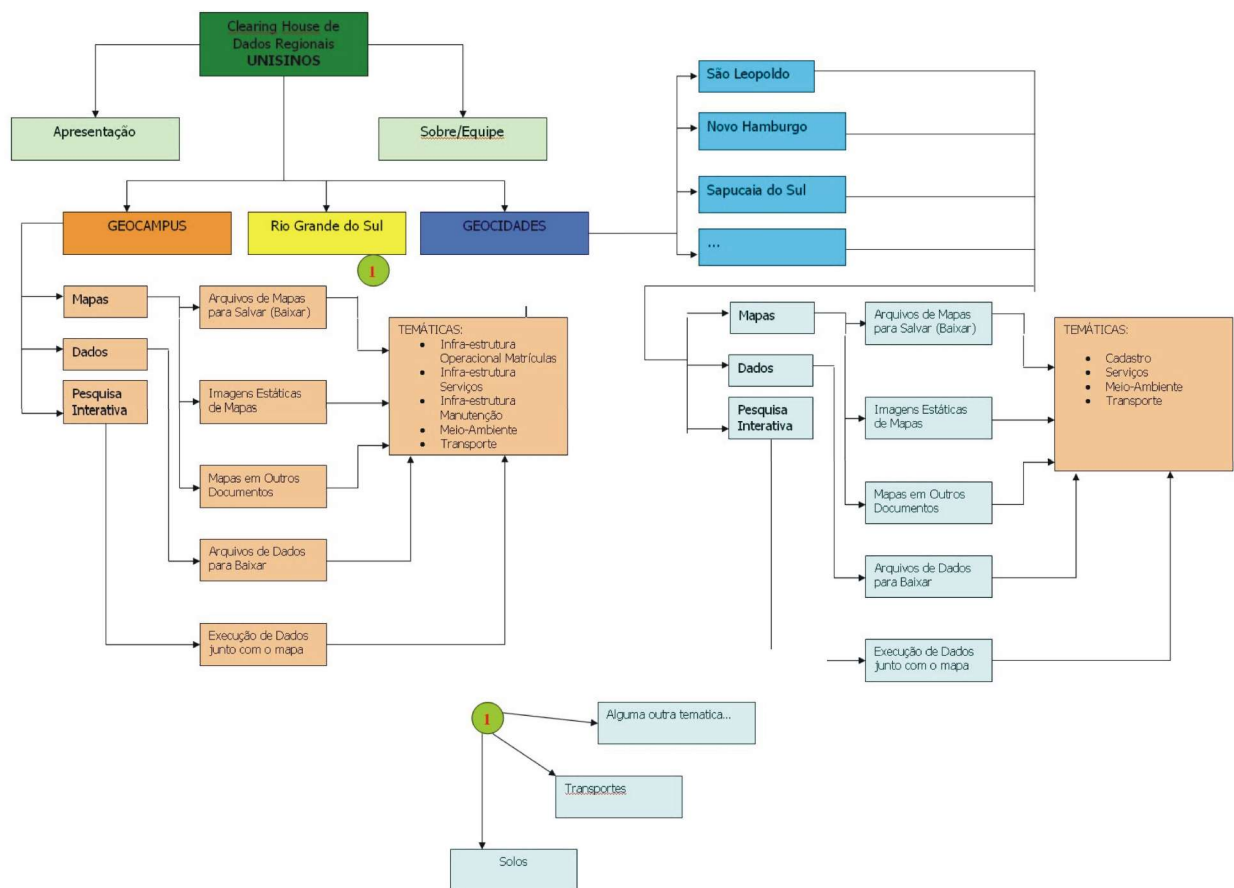 Clearing House de
Dados Regionais
UNISINOS
Apresentação
Sobre/Equipe
GEOCAMPUS
Rio Grande do Sul
GEOCIDADES
1
São Leopoldo
Novo Hamburgo
Sapucaia do Sul
...
Mapas
Dados
Pesquisa
Interativa
Arquivos de Mapas
para Salvar (Baixar)
Imagens Estáticas
de Mapas
Mapas em Outros
Documentos
Arquivos de Dados
para Baixar
Execução de Dados
junto com o mapa
TEMÁTICAS:
• Infra-estrutura
Operacional Matrículas
• Infra-estrutura
Serviços
• Infra-estrutura
Manutenção
• Meio-Ambiente
• Transporte
Mapas
Dados
Pesquisa
Interativa
Arquivos de Mapas
para Salvar (Baixar)
Imagens Estáticas
de Mapas
Mapas em Outros
Documentos
Arquivos de Dados
para Baixar
Execução de Dados
junto com o mapa
TEMÁTICAS:
• Cadastro
• Serviços
• Meio-Ambiente
• Transporte
1
Alguma outra tematica...
Transportes
Solos